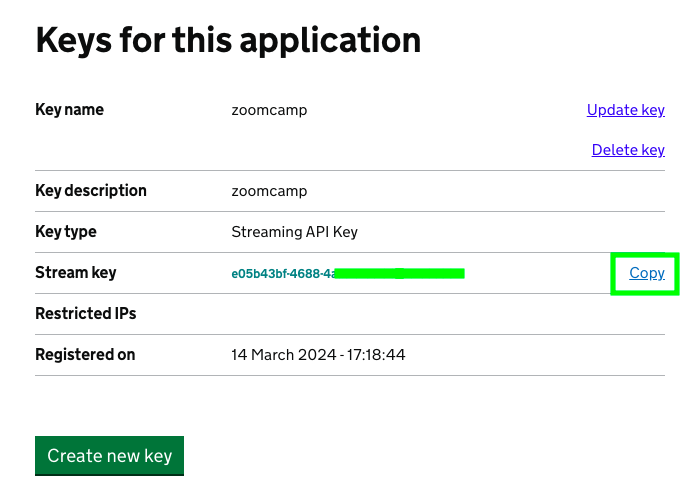 Keys for this application
Key name zoomcamp Update key
Delete key
Key description zoomcamp
Key type Streaming API Key
Stream key e05b43bf-4688-4a Copy
Restricted IPs
Registered on 14 March 2024 - 17:18:44
Create new key